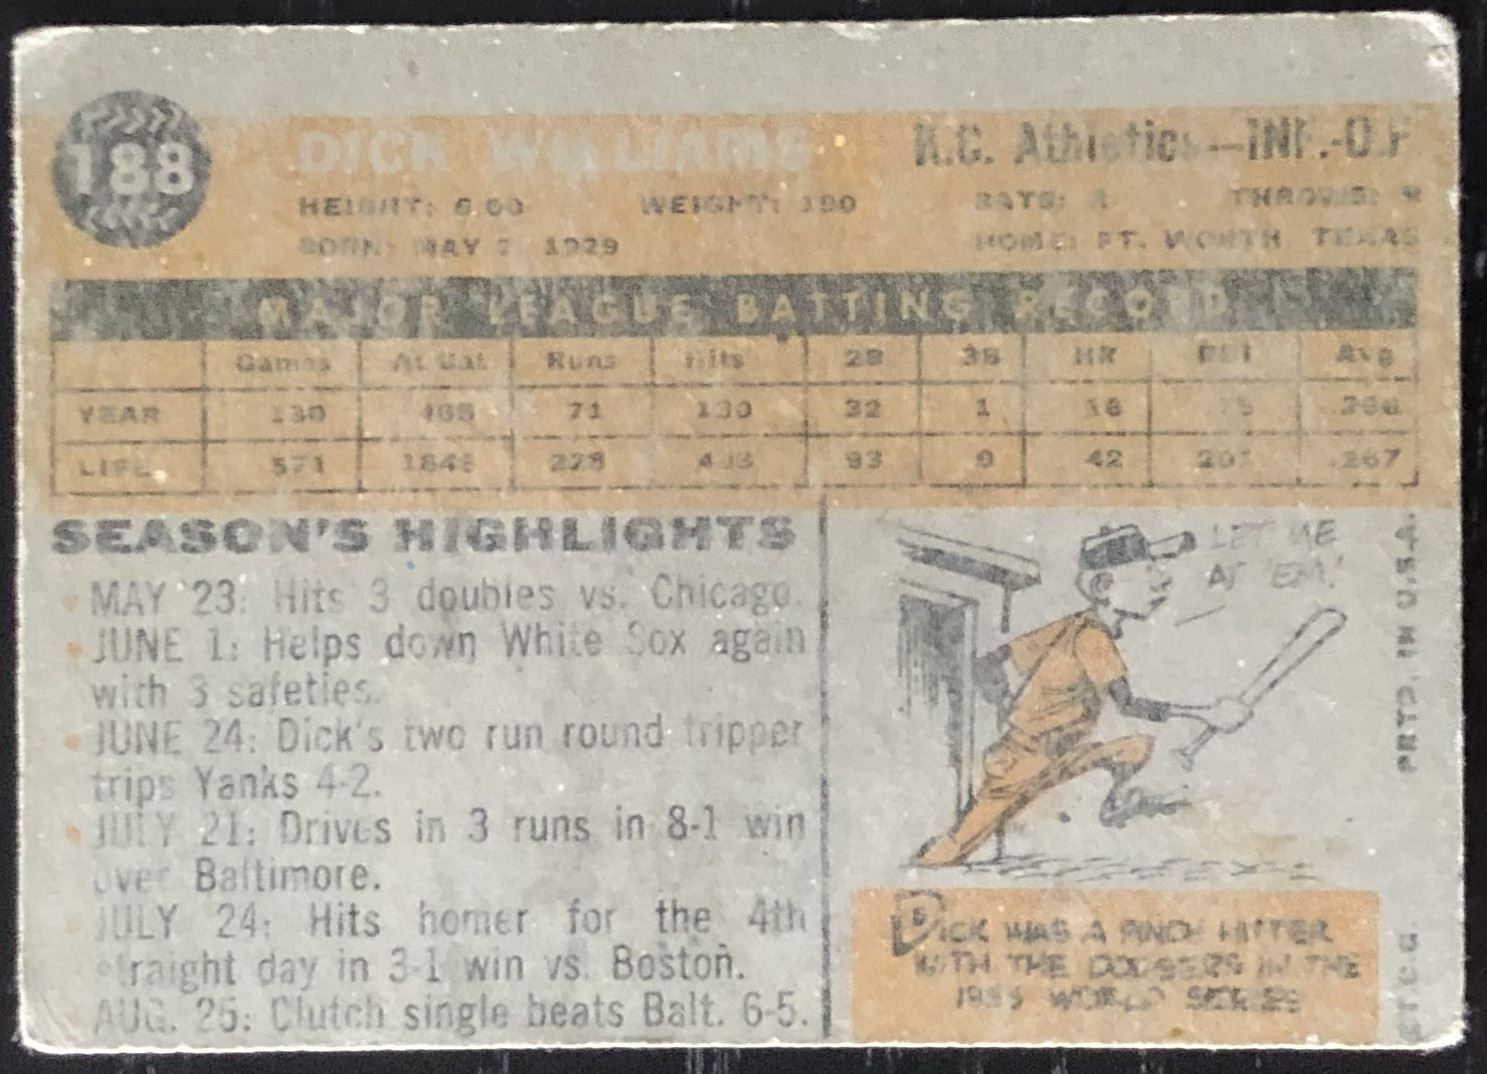 188
DICK WILLIAMS
K.C. Athletics—INF.-O.F
HEIGHT: 6:00 WEIGHT: 190 BATS: R THROWS: R
BORN: MAY 7 1929 HOME: FT. WORTH, TEXAS
MAJOR LEAGUE BATTING RECORD
Games At Bat Runs Hits 2B 3B HR RBI Avg
YEAR 130 488 71 130 32 1 16 75 .266
LIFE 571 228 93 9 42 201 .267
SEASON'S HIGHLIGHTS
MAY 23: Hits 3 doubles vs. Chicago.
JUNE 1: Helps down White Sox again
with 3 safeties.
JUNE 24: Dick's two run round tripper
trips Yanks 4-2.
JULY 21: Drives in 3 runs in 8-1 win
over Baltimore.
JULY 24: Hits homer for the 4th
straight day in 3-1 win vs. Boston.
AUG. 25: Clutch single beats Balt. 6-5.
LET ME
AT 'EM!
DICK WAS A PINCH HITTER
WITH THE DODGERS IN THE
1953 WORLD SERIES
PRTD. IN U.S.A.